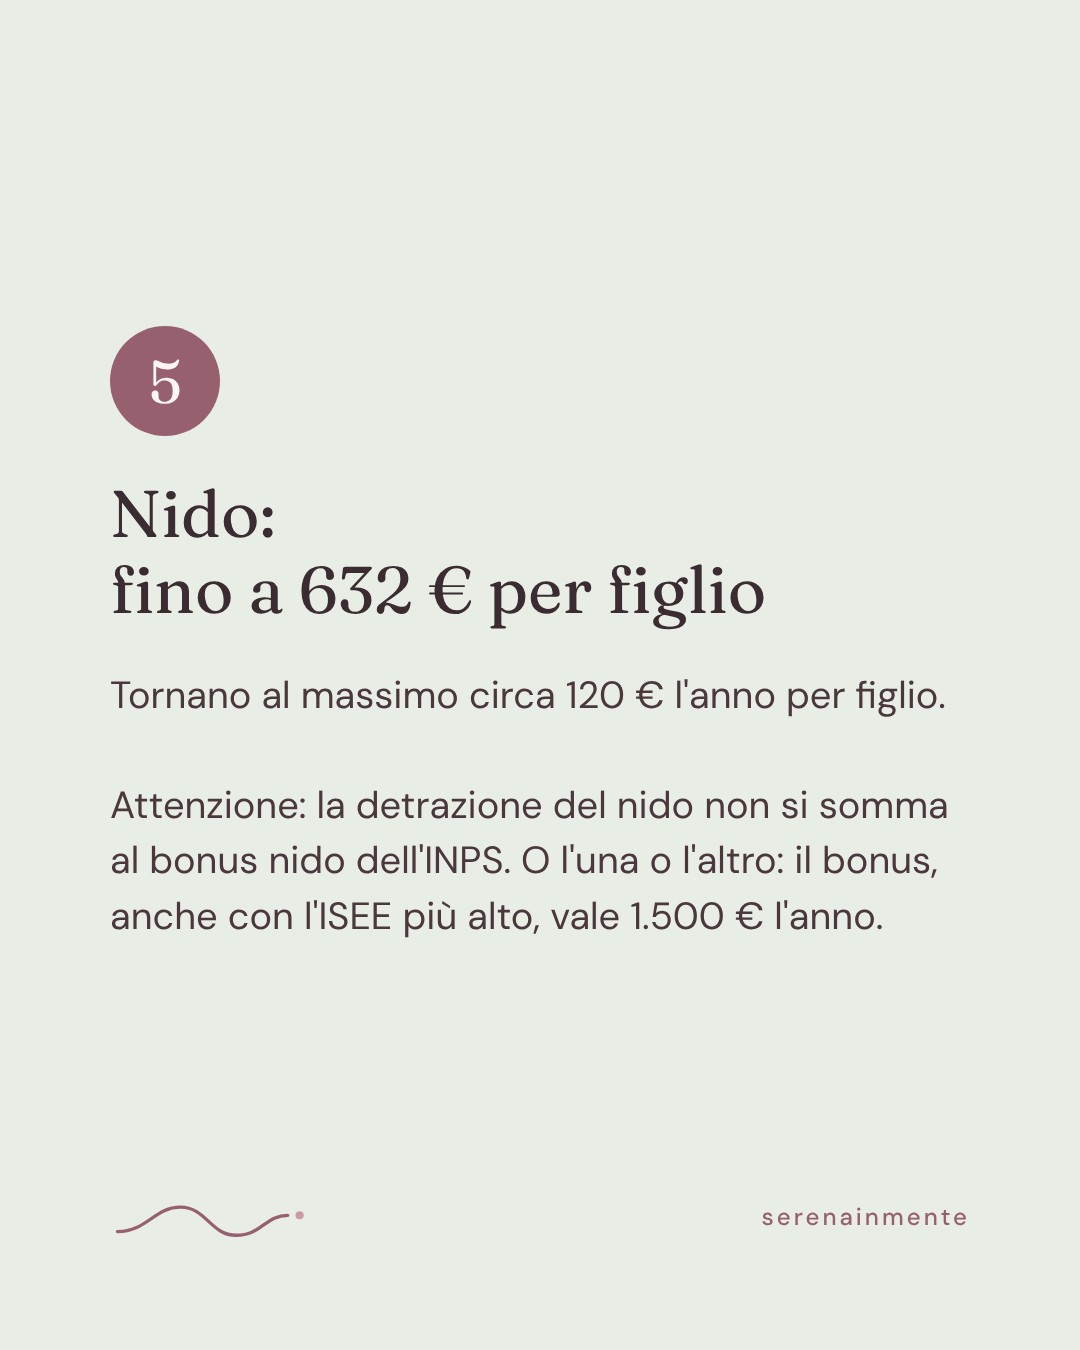 5
Nido:
fino a 632 € per figlio
Tornano al massimo circa 120 € l'anno per figlio.
Attenzione: la detrazione del nido non si somma
al bonus nido dell'INPS. O l'una o l'altro: il bonus,
anche con l'ISEE più alto, vale 1.500 € l'anno.
serenainmente